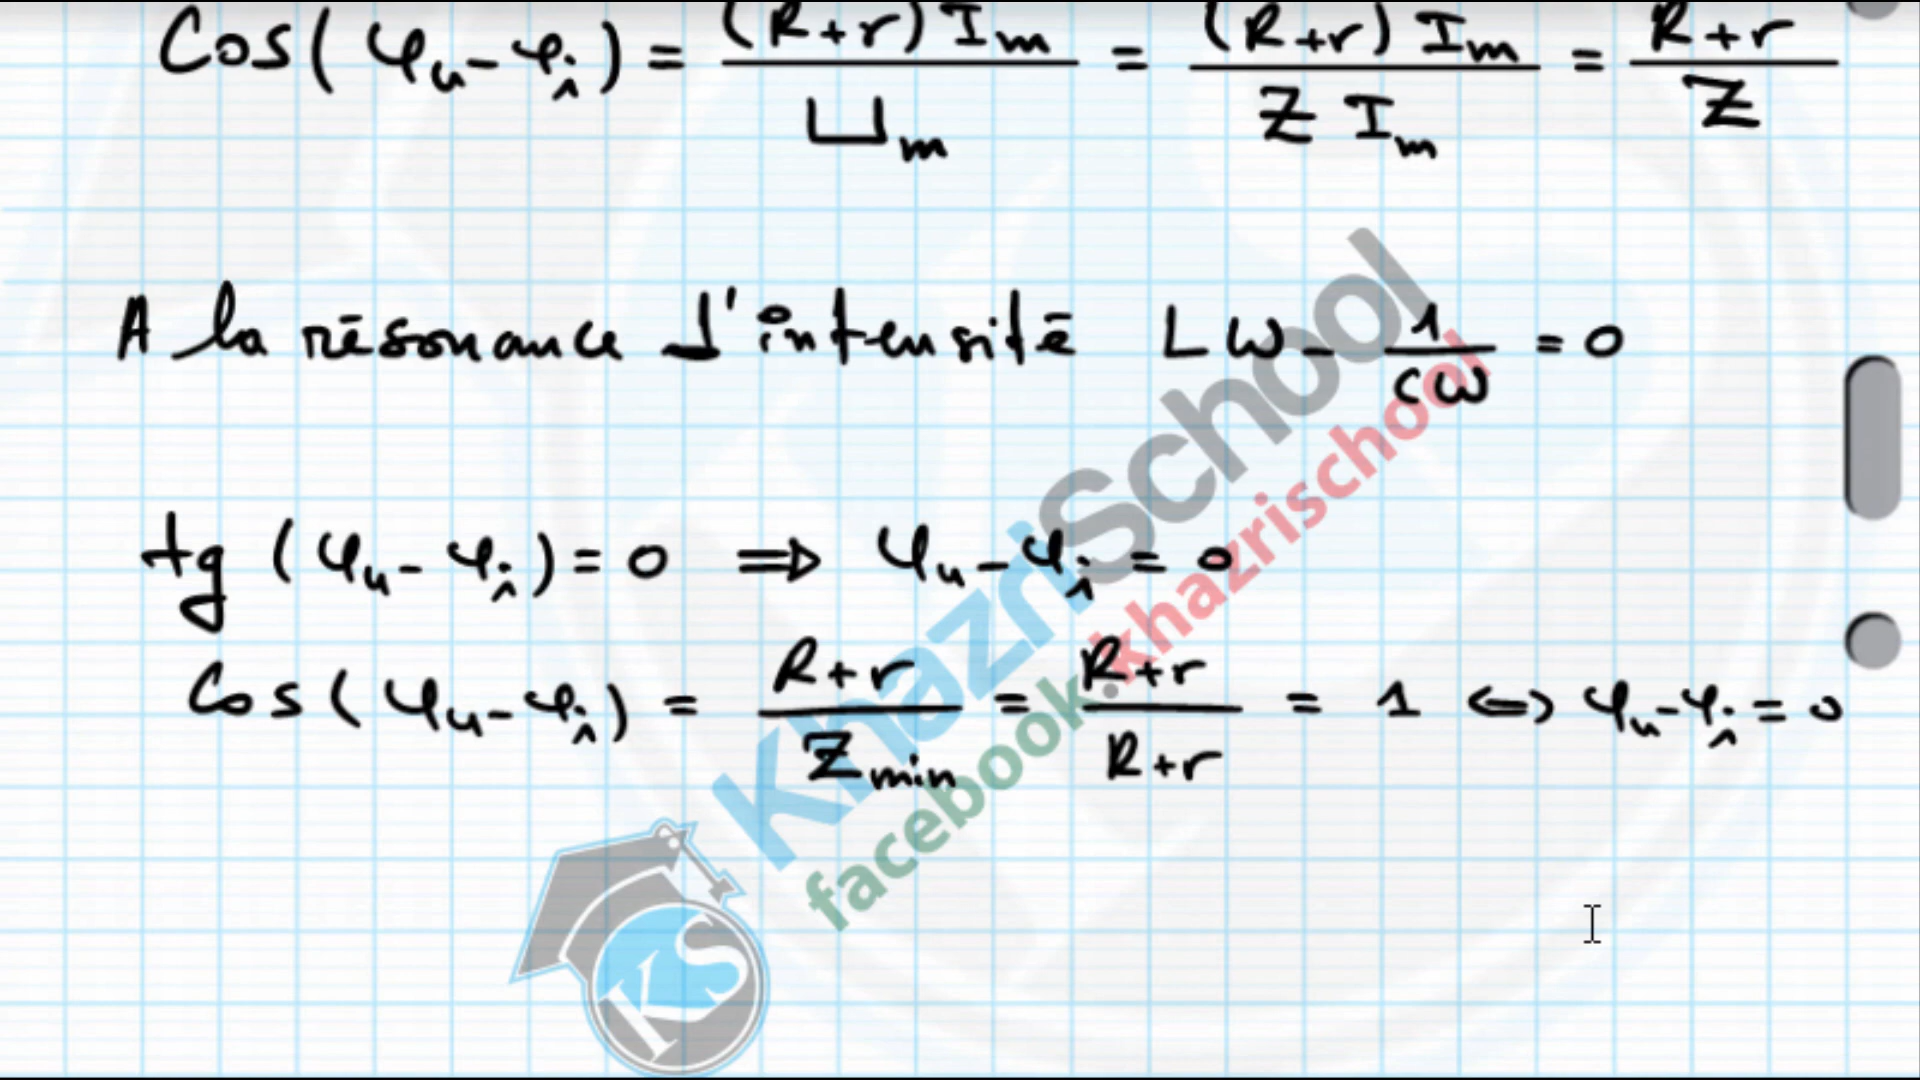 Cos(φu-φi) = (R+r) Im / Um = (R+r) Im / Z Im = R+r / Z
A la résonance d'intensité Lω - 1/cω = 0
tg (φu-φi) = 0 ⇒ φu-φi = 0
Cos (φu-φi) = R+r / Zmin = R+r / R+r = 1 ⇔ φu-φi = 0
KhazriSchool
facebook.khazrischool
KS